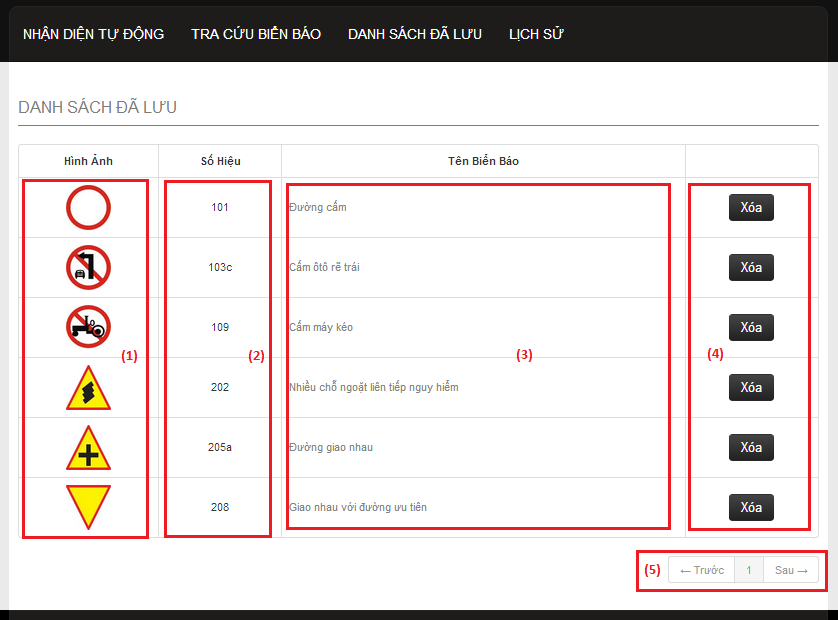 NHẬN DIỆN TỰ ĐỘNG TRA CỨU BIỂN BÁO DANH SÁCH ĐÃ LƯU LỊCH SỬ
DANH SÁCH ĐÃ LƯU
Hình Ảnh Số Hiệu Tên Biển Báo
101 Đường cấm Xóa
103c Cấm ôtô rẽ trái Xóa
109 Cấm máy kéo Xóa
(1) (2) (3) (4)
202 Nhiều chỗ ngoặt liên tiếp nguy hiểm Xóa
205a Đường giao nhau Xóa
208 Giao nhau với đường ưu tiên Xóa
(5) ← Trước 1 Sau →